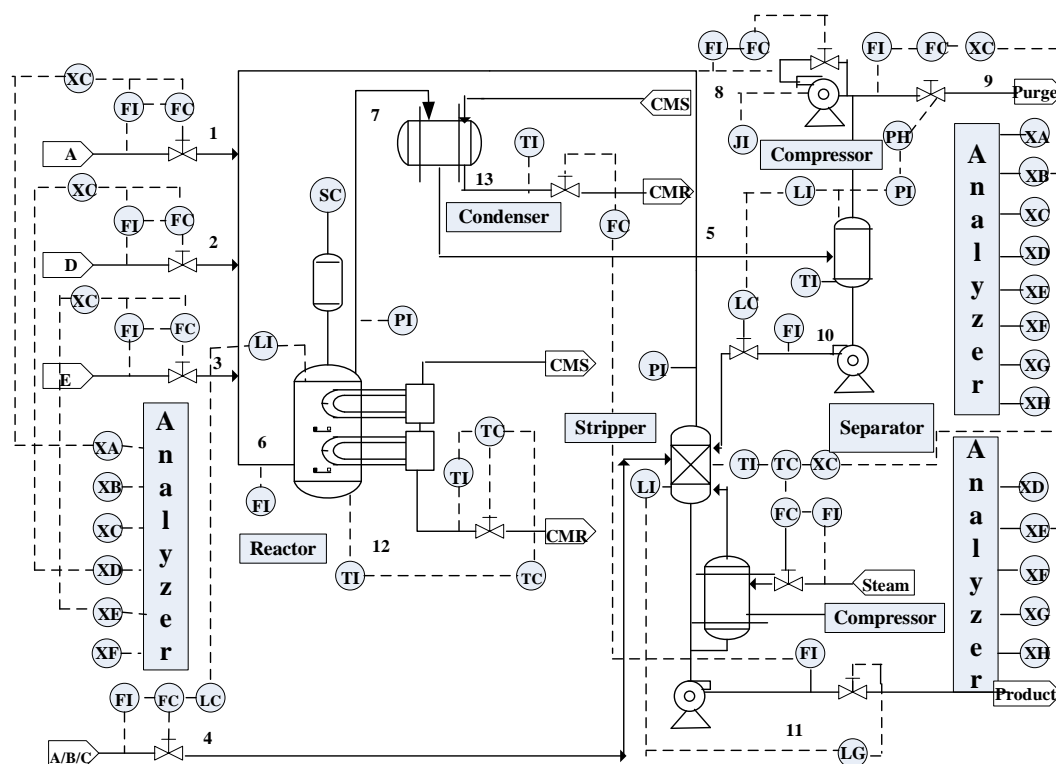 FI
FC
FI
FC
XC
8
9
Purge
XC
FI
FC
1
A
7
CMS
TI
JI
PH
XA
Compressor
A
n
a
l
y
z
e
r
XB
XC
XD
XE
XF
XG
XH
XC
FI
FC
2
D
SC
13
CMR
Condenser
FC
LI
PI
5
TI
XC
FI
FC
3
E
LI
PI
LC
FI
10
CMS
PI
Separator
Stripper
A
n
a
l
y
z
e
r
XA
XB
XC
XD
XE
XF
6
FI
TC
TI
CMR
Reactor
12
TI
TC
TI
TC
XC
LI
FC
FI
Steam
Compressor
A
n
a
l
y
z
e
r
XD
XE
XF
XG
XH
FI
Product
FI
FC
LC
4
A/B/C
11
LG